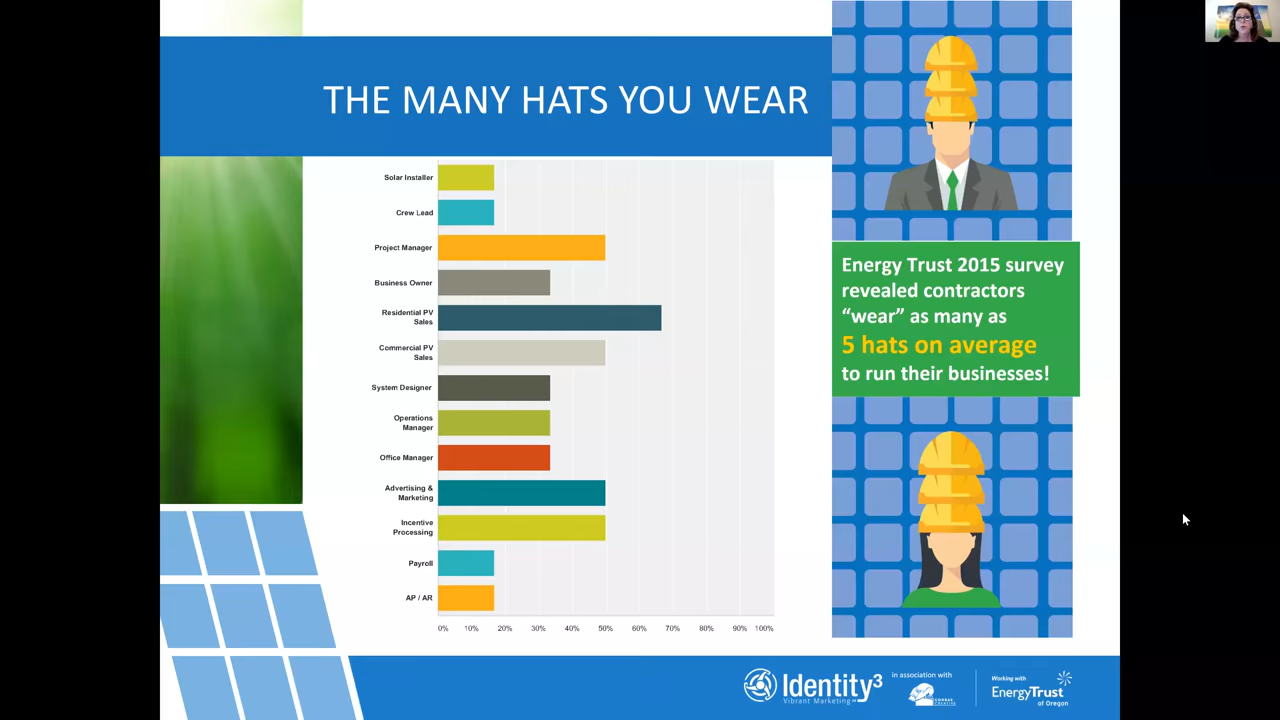 THE MANY HATS YOU WEAR
Solar Installer
Crew Lead
Project Manager
Business Owner
Residential PV
Sales
Commercial PV
Sales
System Designer
Operations
Manager
Office Manager
Advertising &
Marketing
Incentive
Processing
Payroll
AP / AR
0% 10% 20% 30% 40% 50% 60% 70% 80% 90% 100%
Energy Trust 2015 survey
revealed contractors
“wear” as many as
5 hats on average
to run their businesses!
Identity3
Vibrant Marketing
in association with
Working with
EnergyTrust
of Oregon